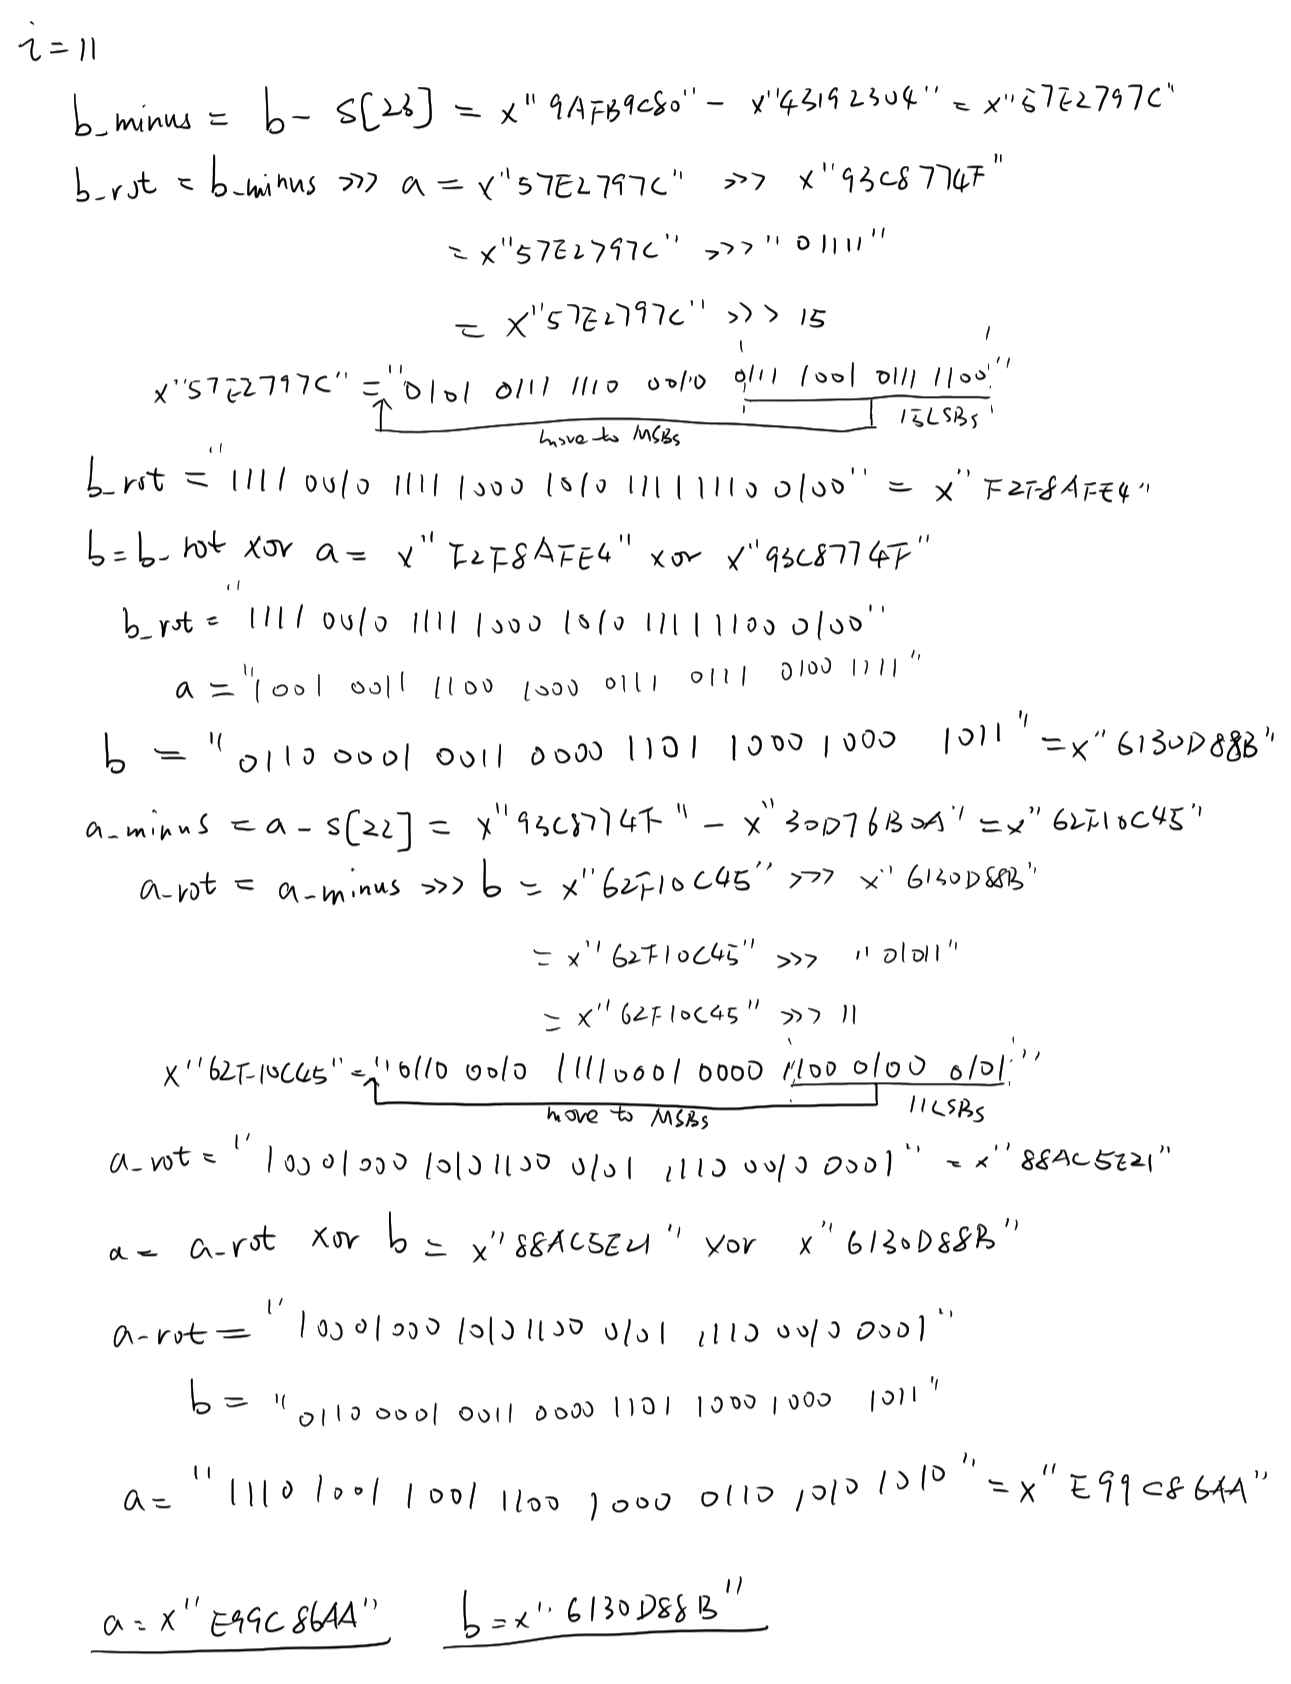 i = 11
b_minus = b - S[23] = x"9AFB9C80" - x"43192304" = x"57E2797C"
b_rot = b_minus >>> a = x"57E2797C" >>> x"93C8774F"
= x"57E2797C" >>> "01111"
= x"57E2797C" >>> 15
x"57E2797C" = "0101 0111 1110 0010 0111 1001 0111 1100"
15LSBs
move to MSBs
b_rot = "1111 0010 1111 1000 1010 1111 1110 0100" = x"F2F8AFE4"
b = b_rot xor a = x"F2F8AFE4" xor x"93C8774F"
b_rot = "1111 0010 1111 1000 1010 1111 1100 0100"
a = "1001 0011 1100 1000 0111 0111 0100 1111"
b = "0110 0001 0011 0000 1101 1000 1000 1011" = x"6130D88B"
a_minus = a - S[22] = x"93C8774F" - x"30D76B0A" = x"62F10C45"
a_rot = a_minus >>> b = x"62F10C45" >>> x"6130D88B"
= x"62F10C45" >>> "01011"
= x"62F10C45" >>> 11
x"62F10C45" = "0110 0010 1111 0001 0000 1100 0100 0101"
11LSBs
move to MSBs
a_rot = "1000 1000 1010 1100 0101 1110 0010 0001" = x"88AC5E21"
a = a_rot xor b = x"88AC5E21" xor x"6130D88B"
a_rot = "1000 1000 1010 1100 0101 1110 0010 0001"
b = "0110 0001 0011 0000 1101 1000 1000 1011"
a = "1110 1001 1001 1100 1000 0110 1010 1010" = x"E99C86AA"
a = x"E99C86AA" b = x"6130D88B"